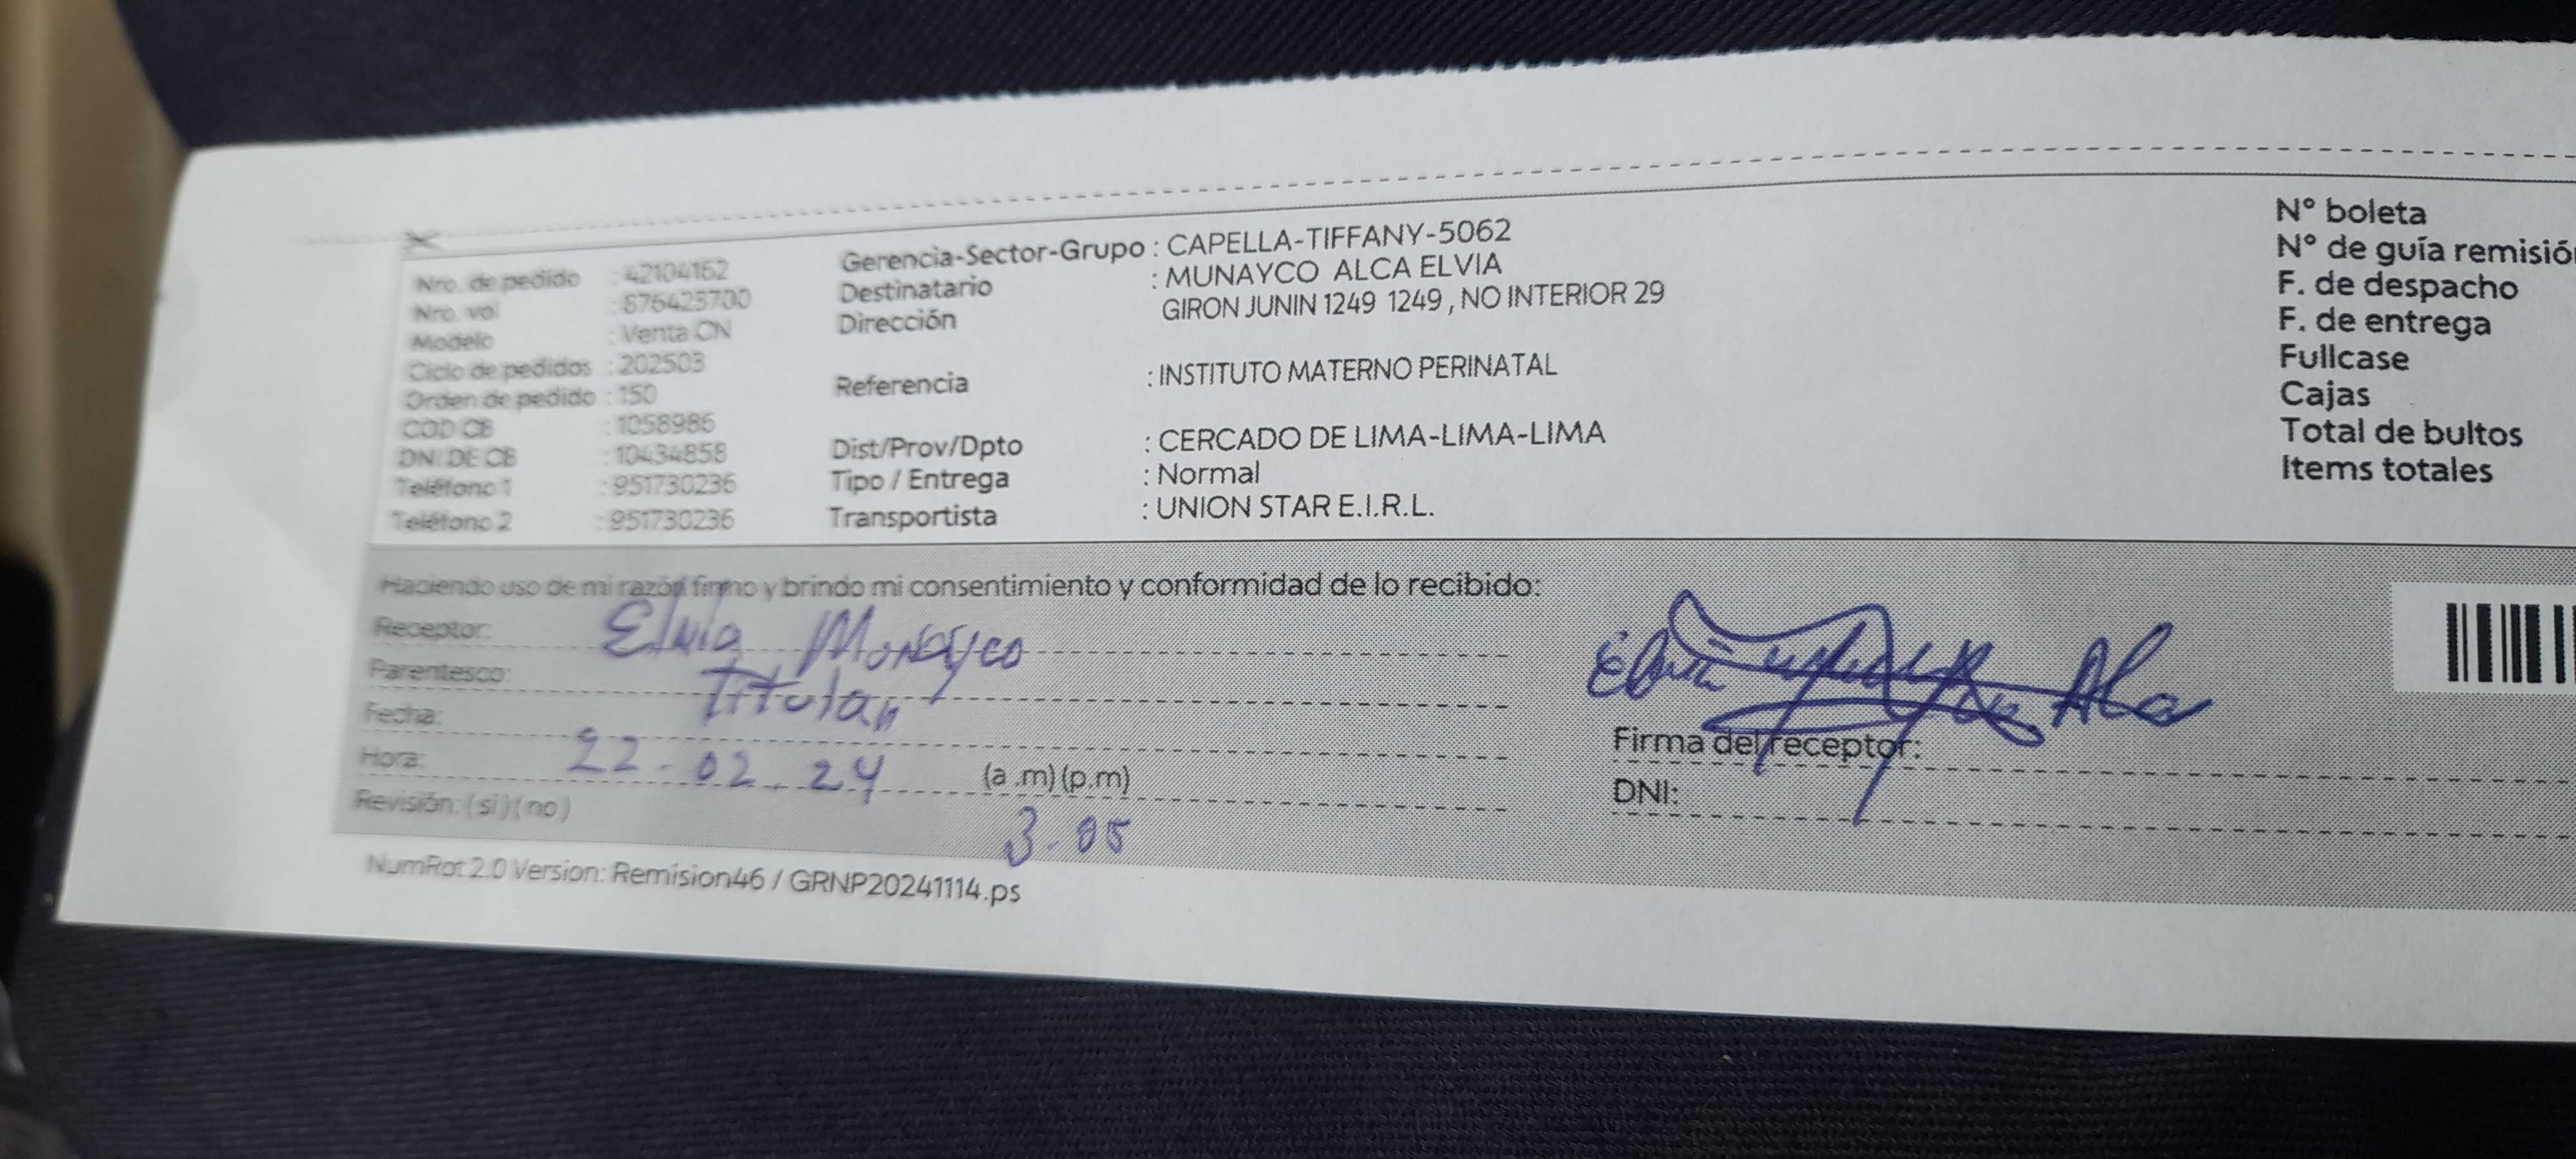 Nro. de pedido : 42104162
Nro. vol : 876423700
Modelo : Venta CN
Ciclo de pedidos : 202503
Orden de pedido : 150
COD CB : 1058986
DNI DE CB : 10434858
Teléfono 1 : 951730236
Teléfono 2 : 951730236
Gerencia-Sector-Grupo : CAPELLA-TIFFANY-5062
Destinatario : MUNAYCO ALCA ELVIA
Dirección GIRON JUNIN 1249 1249 , NO INTERIOR 29
Referencia : INSTITUTO MATERNO PERINATAL
Dist/Prov/Dpto : CERCADO DE LIMA-LIMA-LIMA
Tipo / Entrega : Normal
Transportista : UNION STAR E.I.R.L.
N° boleta
N° de guía remisió
F. de despacho
F. de entrega
Fullcase
Cajas
Total de bultos
Items totales
Haciendo uso de mi razón firmo y brindo mi consentimiento y conformidad de lo recibido:
Receptor: Elvia Munayco
Parentesco: Titular
Fecha: 22-02.24
Hora: (a .m) (p.m)
3-05
Revisión: ( si ) ( no )
Firma del receptor:
DNI:
NumRot 2.0 Version: Remision46 / GRNP20241114.ps